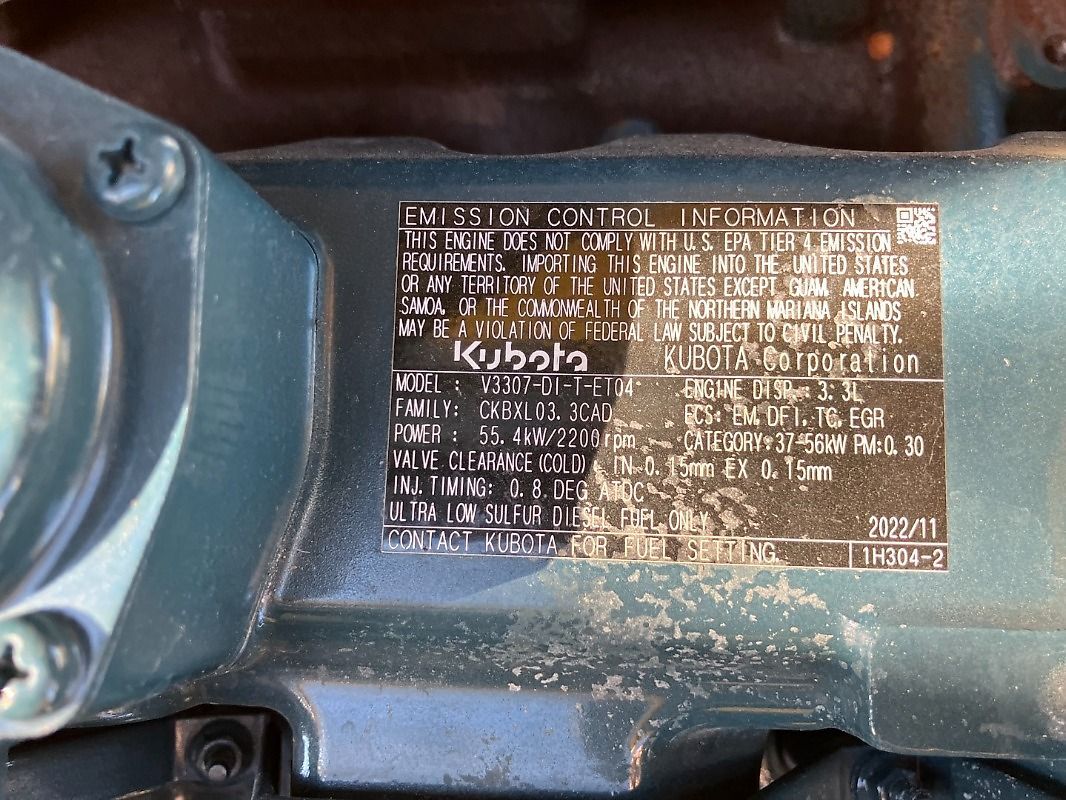 EMISSION CONTROL INFORMATION
THIS ENGINE DOES NOT COMPLY WITH U.S. EPA TIER 4 EMISSION
REQUIREMENTS. IMPORTING THIS ENGINE INTO THE UNITED STATES
OR ANY TERRITORY OF THE UNITED STATES EXCEPT GUAM, AMERICAN
SAMOA, OR THE COMMONWEALTH OF THE NORTHERN MARIANA ISLANDS
MAY BE A VIOLATION OF FEDERAL LAW SUBJECT TO CIVIL PENALTY.
Kubota KUBOTA Corporation
MODEL : V3307-DI-T-ET04 ENGINE DISP.: 3.3L
FAMILY: CKBXL03.3CAD ECS: EM, DFI, TC, EGR
POWER : 55.4kW/2200rpm CATEGORY:37-56kW PM:0.30
VALVE CLEARANCE(COLD) : IN 0.15mm EX 0.15mm
INJ. TIMING: 0.8 DEG ATDC
ULTRA LOW SULFUR DIESEL FUEL ONLY
2022/11
CONTACT KUBOTA FOR FUEL SETTING. 1H304-2